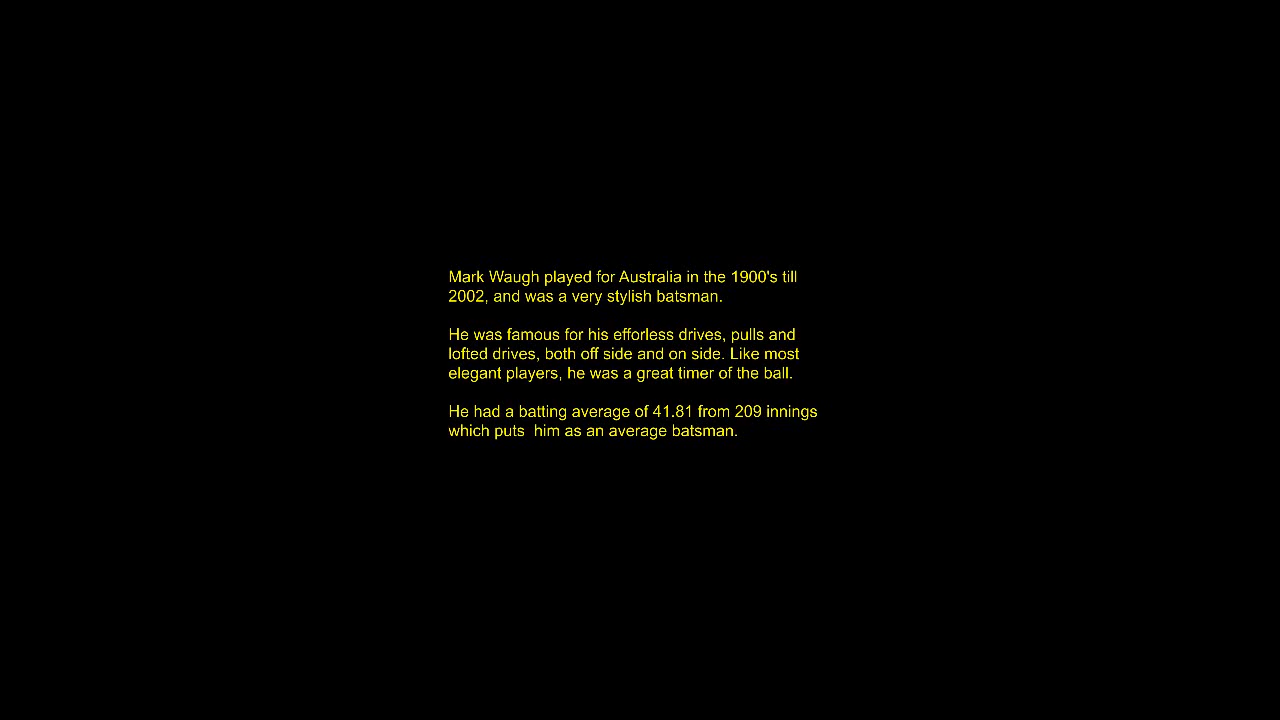 Mark Waugh played for Australia in the 1900's till
2002, and was a very stylish batsman.
He was famous for his efforless drives, pulls and
lofted drives, both off side and on side. Like most
elegant players, he was a great timer of the ball.
He had a batting average of 41.81 from 209 innings
which puts  him as an average batsman.